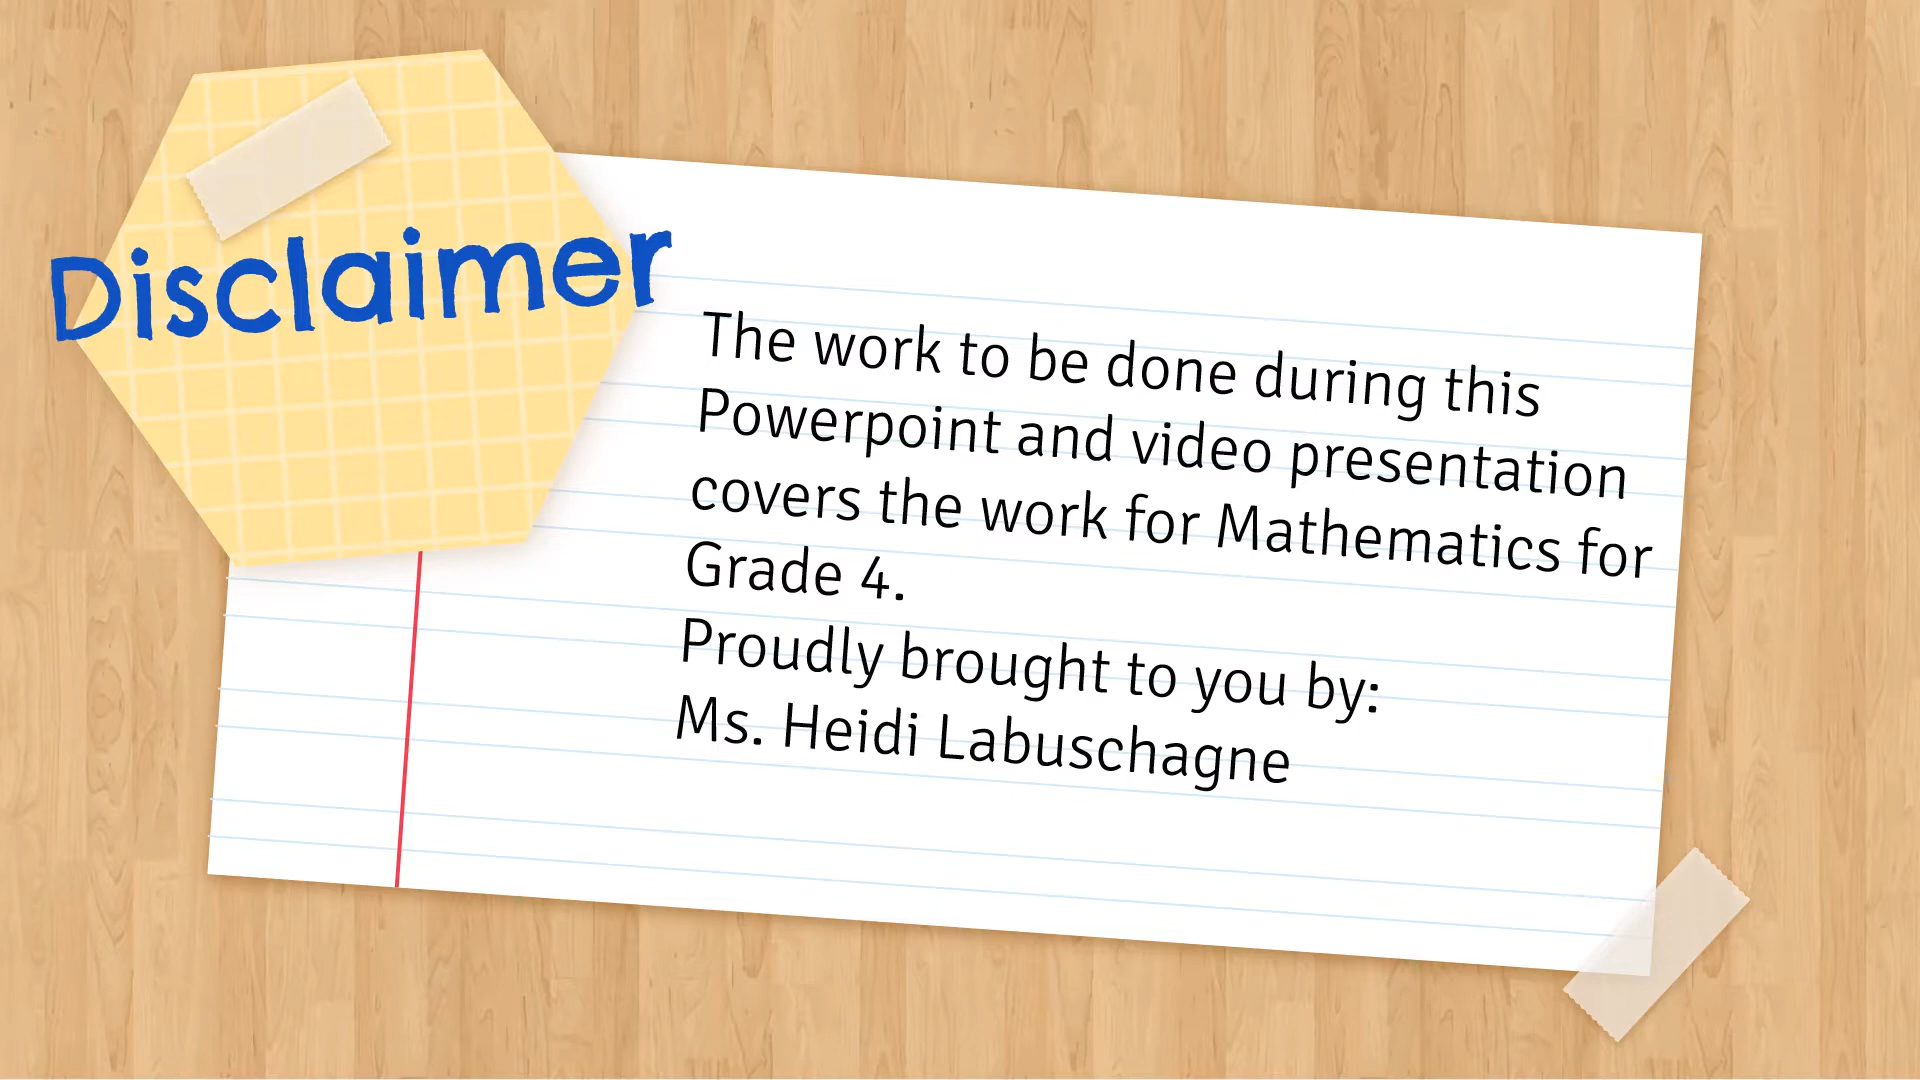 Disclaimer
The work to be done during this
Powerpoint and video presentation
covers the work for Mathematics for
Grade 4.
Proudly brought to you by:
Ms. Heidi Labuschagne